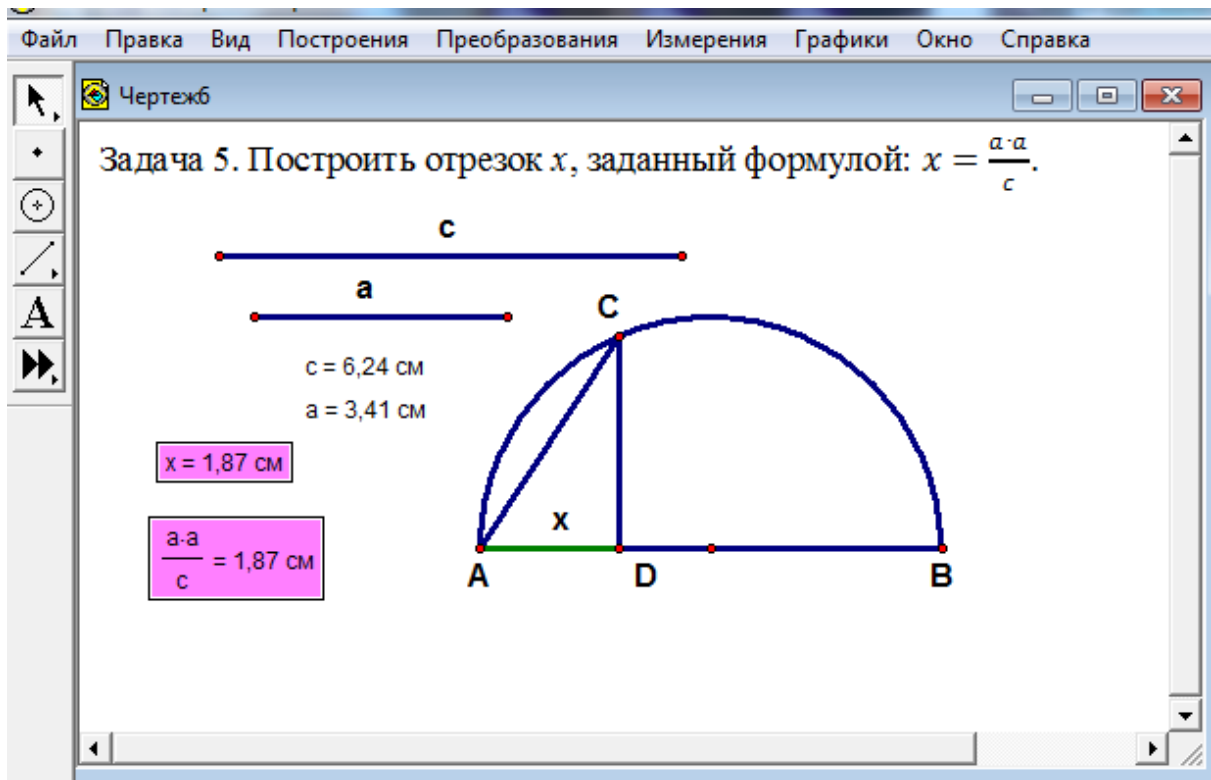 Файл Правка Вид Построения Преобразования Измерения Графики Окно Справка
Чертеж6
Задача 5. Построить отрезок x, заданный формулой: x = a·a/c.
c
a
C
c = 6,24 см
a = 3,41 см
x = 1,87 см
a·a/c = 1,87 см
x
A D B
A